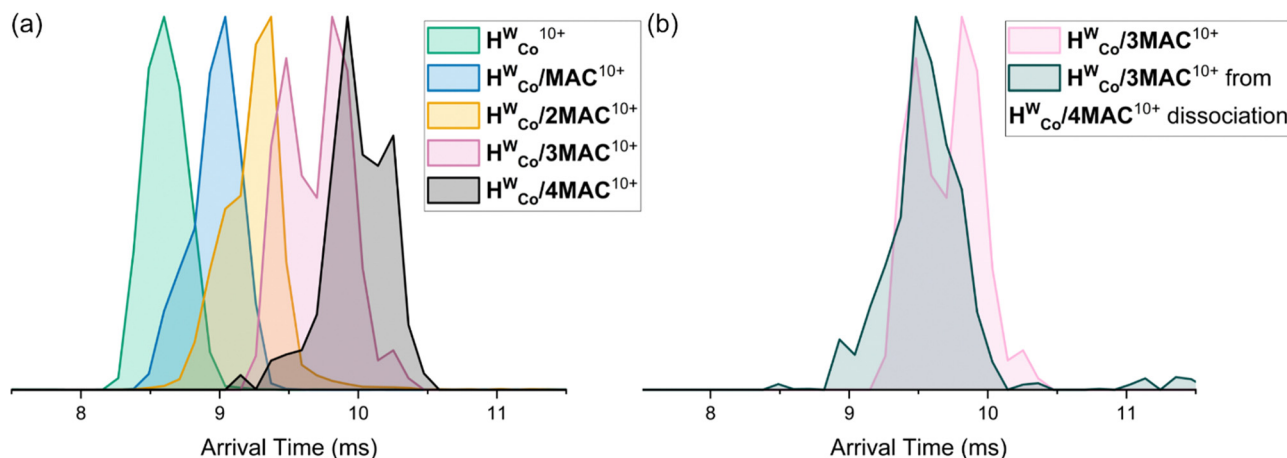 (a)
H^W_Co^10+
H^W_Co/MAC^10+
H^W_Co/2MAC^10+
H^W_Co/3MAC^10+
H^W_Co/4MAC^10+
8 9 10 11
Arrival Time (ms)
(b)
H^W_Co/3MAC^10+
H^W_Co/3MAC^10+ from
H^W_Co/4MAC^10+ dissociation
8 9 10 11
Arrival Time (ms)